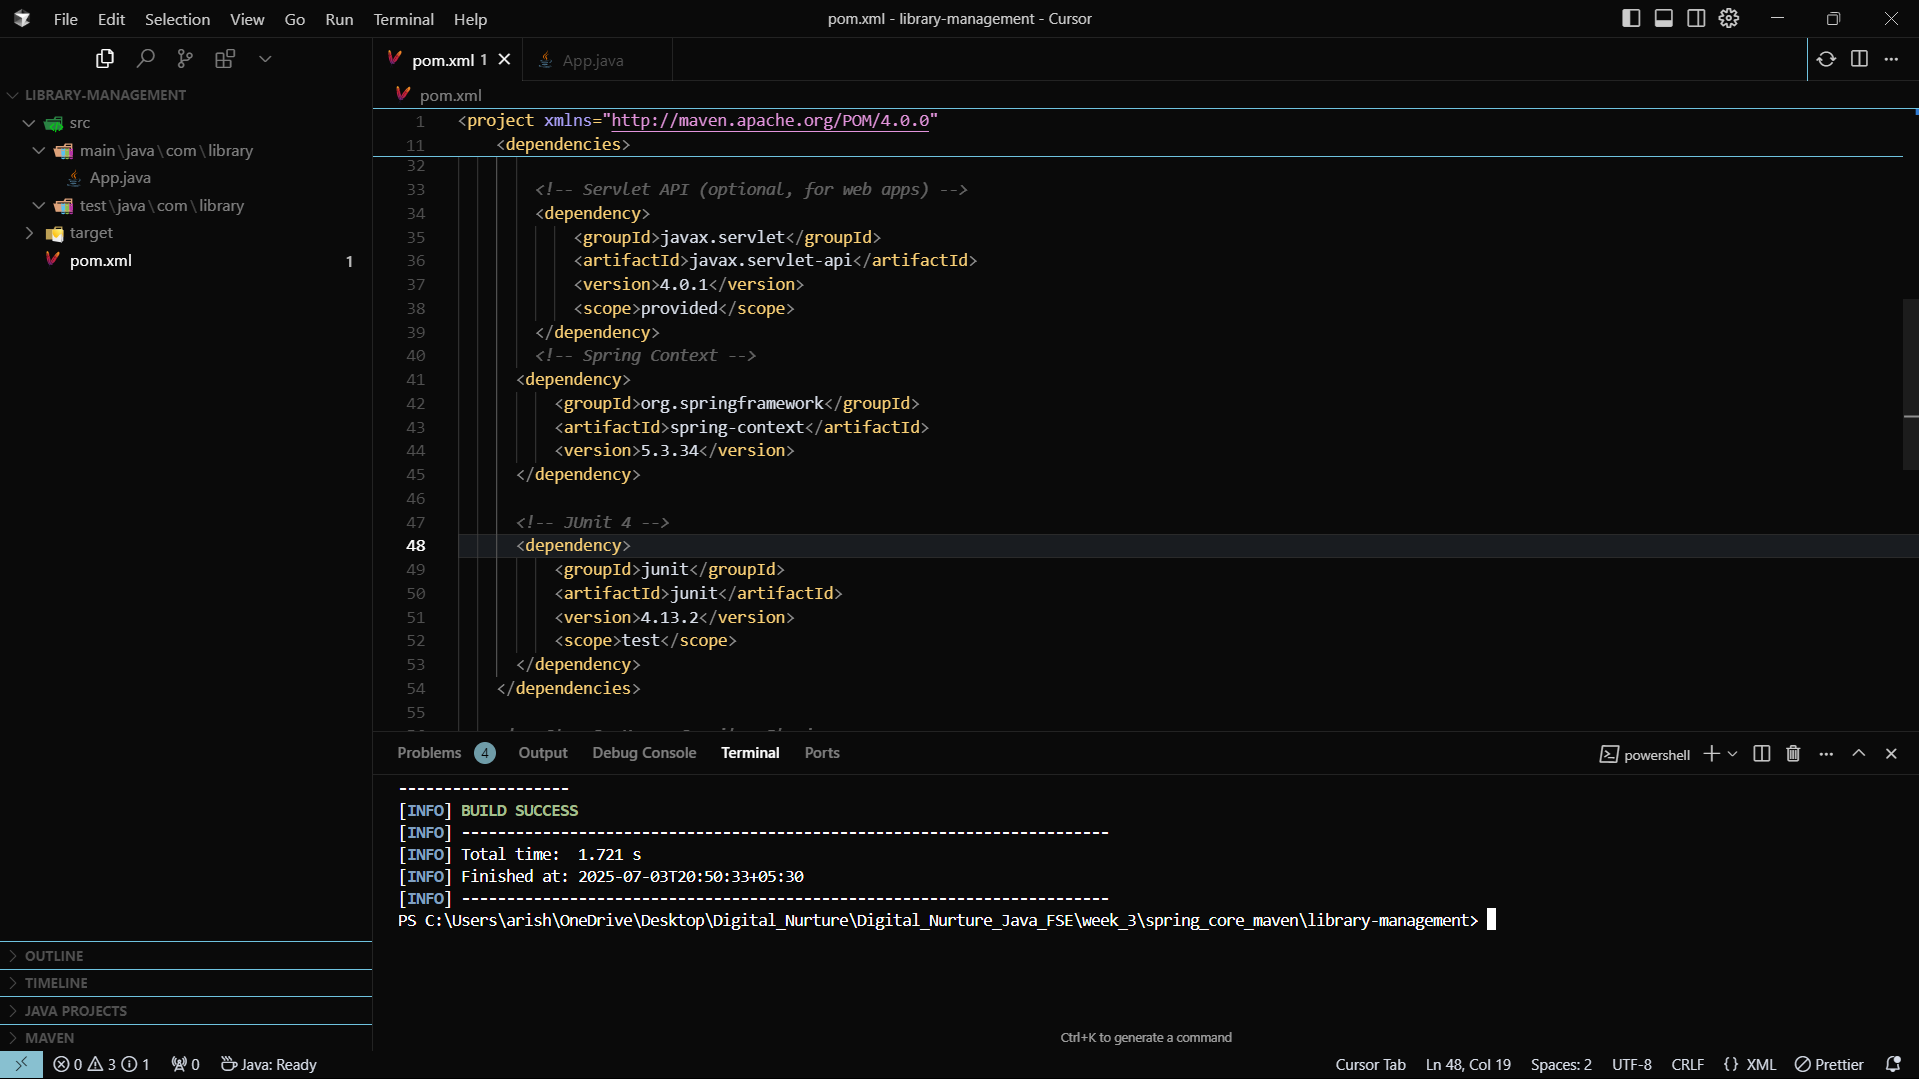 File Edit Selection View Go Run Terminal Help
pom.xml - library-management - Cursor
pom.xml 1
App.java
LIBRARY-MANAGEMENT
src
main\java\com\library
App.java
test\java\com\library
target
pom.xml 1
pom.xml
1 <project xmlns="http://maven.apache.org/POM/4.0.0"
11 <dependencies>
32
33 <!-- Servlet API (optional, for web apps) -->
34 <dependency>
35 <groupId>javax.servlet</groupId>
36 <artifactId>javax.servlet-api</artifactId>
37 <version>4.0.1</version>
38 <scope>provided</scope>
39 </dependency>
40 <!-- Spring Context -->
41 <dependency>
42 <groupId>org.springframework</groupId>
43 <artifactId>spring-context</artifactId>
44 <version>5.3.34</version>
45 </dependency>
46
47 <!-- JUnit 4 -->
48 <dependency>
49 <groupId>junit</groupId>
50 <artifactId>junit</artifactId>
51 <version>4.13.2</version>
52 <scope>test</scope>
53 </dependency>
54 </dependencies>
55
Problems 4 Output Debug Console Terminal Ports
powershell
-------------------
[INFO] BUILD SUCCESS
[INFO] ------------------------------------------------------------------------
[INFO] Total time:  1.721 s
[INFO] Finished at: 2025-07-03T20:50:33+05:30
[INFO] ------------------------------------------------------------------------
PS C:\Users\arish\OneDrive\Desktop\Digital_Nurture\Digital_Nurture_Java_FSE\week_3\spring_core_maven\library-management>
OUTLINE
TIMELINE
JAVA PROJECTS
MAVEN
Ctrl+K to generate a command
0 3 1 0 Java: Ready
Cursor Tab Ln 48, Col 19 Spaces: 2 UTF-8 CRLF {} XML Prettier